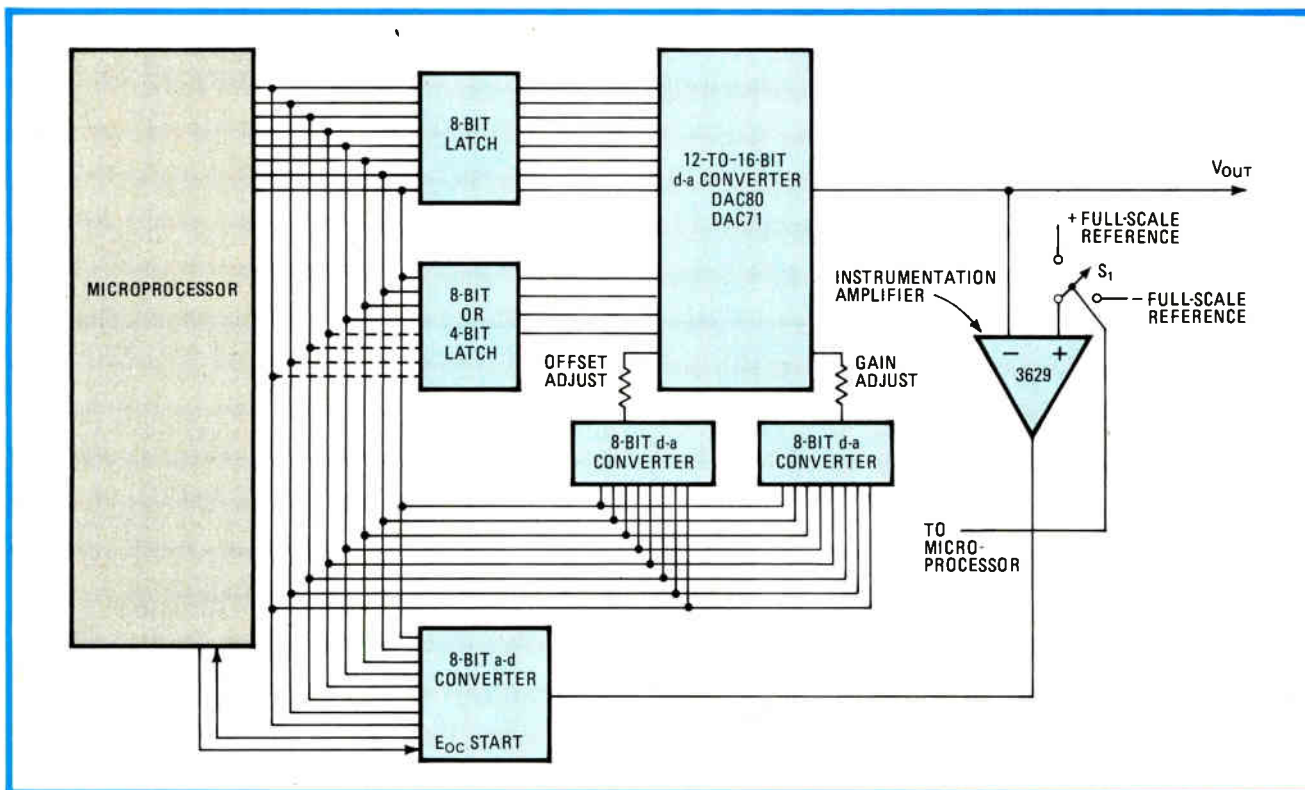 MICROPROCESSOR
8-BIT
LATCH
8-BIT
OR
4-BIT
LATCH
12-TO-16-BIT
d-a CONVERTER
DAC80
DAC71
OFFSET
ADJUST
GAIN
ADJUST
8-BIT d-a
CONVERTER
8-BIT d-a
CONVERTER
VOUT
+ FULL-SCALE
REFERENCE
S1
- FULL-SCALE
REFERENCE
INSTRUMENTATION
AMPLIFIER
- +
3629
TO
MICRO-
PROCESSOR
8-BIT a-d
CONVERTER
EOC START